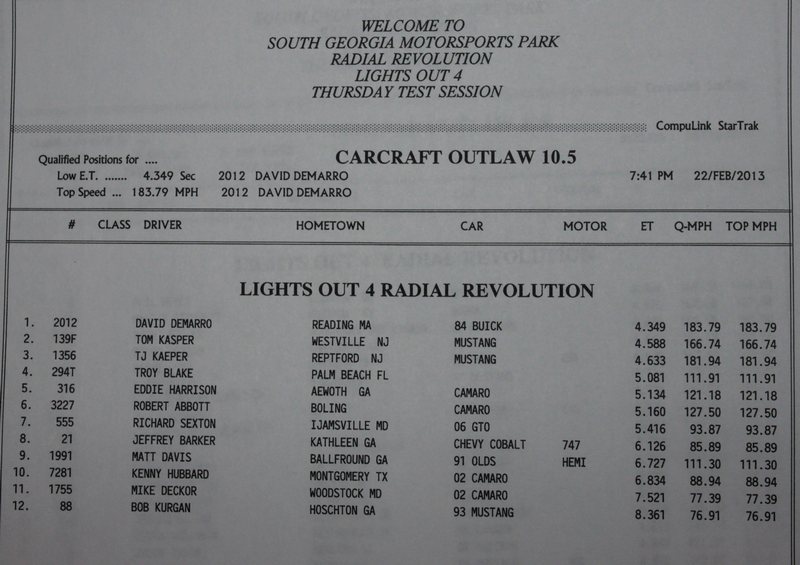 WELCOME TO
SOUTH GEORGIA MOTORSPORTS PARK
RADIAL REVOLUTION
LIGHTS OUT 4
THURSDAY TEST SESSION
CompuLink StarTrak
Qualified Positions for .... CARCRAFT OUTLAW 10.5
Low E.T. ....... 4.349 Sec 2012 DAVID DEMARRO 7:41 PM 22/FEB/2013
Top Speed ... 183.79 MPH 2012 DAVID DEMARRO
# CLASS DRIVER HOMETOWN CAR MOTOR ET Q-MPH TOP MPH
LIGHTS OUT 4 RADIAL REVOLUTION
1. 2012 DAVID DEMARRO READING MA 84 BUICK 4.349 183.79 183.79
2. 139F TOM KASPER WESTVILLE NJ MUSTANG 4.588 166.74 166.74
3. 1356 TJ KAEPER REPTFORD NJ MUSTANG 4.633 181.94 181.94
4. 294T TROY BLAKE PALM BEACH FL 5.081 111.91 111.91
5. 316 EDDIE HARRISON AEWOTH GA CAMARO 5.134 121.18 121.18
6. 3227 ROBERT ABBOTT BOLING CAMARO 5.160 127.50 127.50
7. 555 RICHARD SEXTON IJAMSVILLE MD 06 GTO 5.416 93.87 93.87
8. 21 JEFFREY BARKER KATHLEEN GA CHEVY COBALT 747 6.126 85.89 85.89
9. 1991 MATT DAVIS BALLFROUND GA 91 OLDS HEMI 6.727 111.30 111.30
10. 7281 KENNY HUBBARD MONTGOMERY TX 02 CAMARO 6.834 88.94 88.94
11. 1755 MIKE DECKOR WOODSTOCK MD 02 CAMARO 7.521 77.39 77.39
12. 88 BOB KURGAN HOSCHTON GA 93 MUSTANG 8.361 76.91 76.91